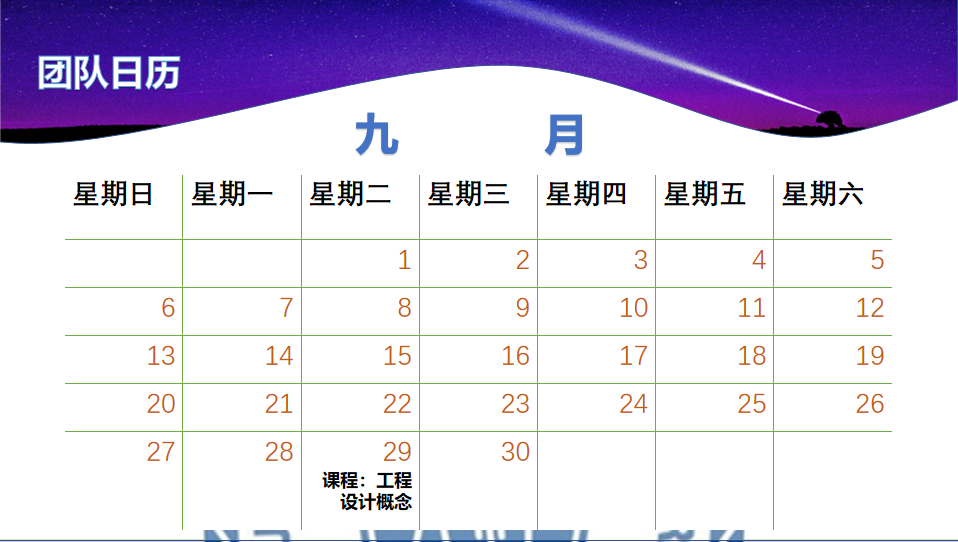 团队日历
九 月
星期日 星期一 星期二 星期三 星期四 星期五 星期六
1 2 3 4 5
6 7 8 9 10 11 12
13 14 15 16 17 18 19
20 21 22 23 24 25 26
27 28 29 30
课程：工程
设计概念